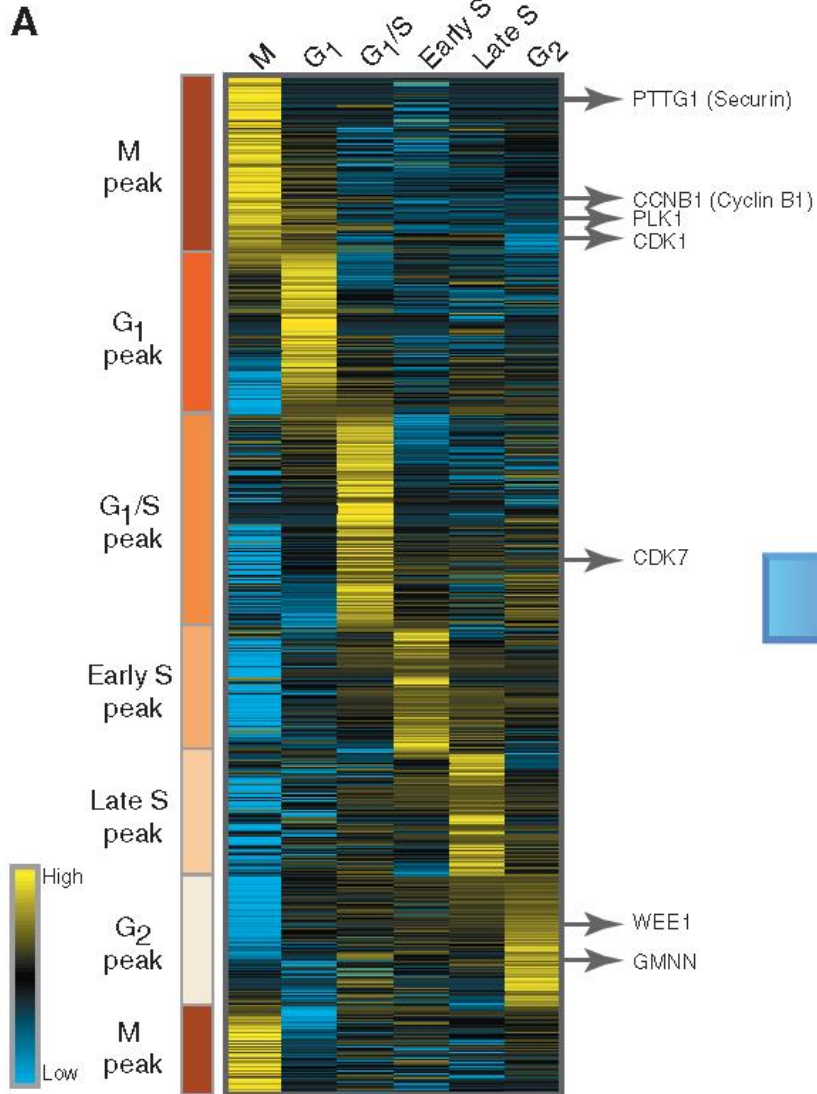 A
M
G1
G1/S
Early S
Late S
G2
M
peak
G1
peak
G1/S
peak
Early S
peak
Late S
peak
G2
peak
M
peak
High
Low
PTTG1 (Securin)
CCNB1 (Cyclin B1)
PLK1
CDK1
CDK7
WEE1
GMNN